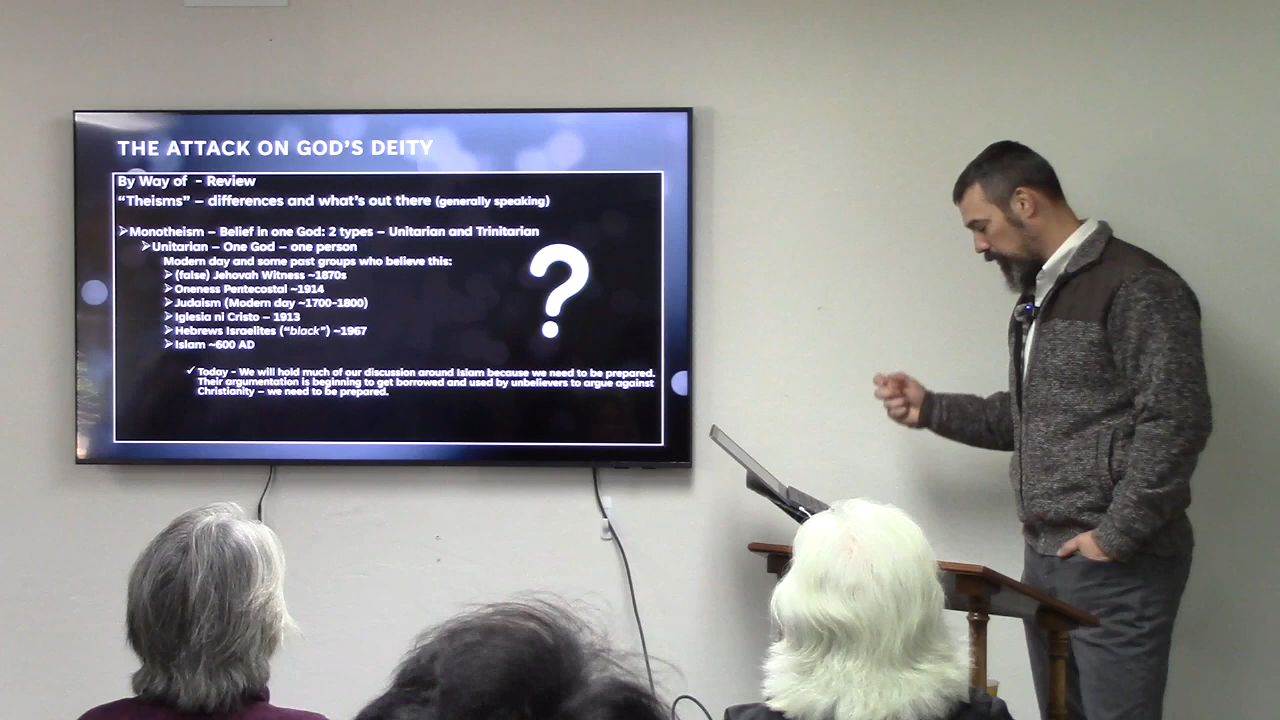 THE ATTACK ON GOD'S DEITY
By Way of - Review
"Theisms" – differences and what's out there (generally speaking)
➢Monotheism – Belief in one God: 2 types – Unitarian and Trinitarian
➢Unitarian – One God – one person
Modern day and some past groups who believe this:
➢(false) Jehovah Witness ~1870s
➢Oneness Pentecostal ~1914
➢Judaism (Modern day ~1700-1800)
➢Iglesia ni Cristo – 1913
➢Hebrews Israelites ("black") ~1967
➢Islam ~600 AD
?
✓ Today - We will hold much of our discussion around Islam because we need to be prepared.
Their argumentation is beginning to get borrowed and used by unbelievers to argue against
Christianity – we need to be prepared.